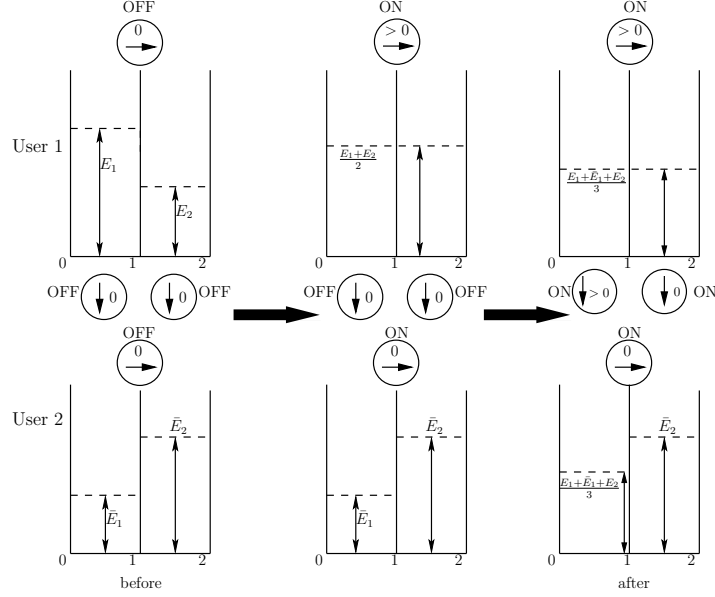 OFF ON ON
0 > 0 > 0
User 1
E₁ E₂
(E₁+E₂)/2
(E₁+Ē₁+E₂)/3
0 1 2 0 1 2 0 1 2
OFF 0 0 OFF OFF 0 0 OFF ON > 0 0 ON
OFF ON ON
0 0 0
User 2
Ē₂ Ē₂ Ē₂
(E₁+Ē₁+E₂)/3
Ē₁ Ē₁
0 1 2 0 1 2 0 1 2
before after